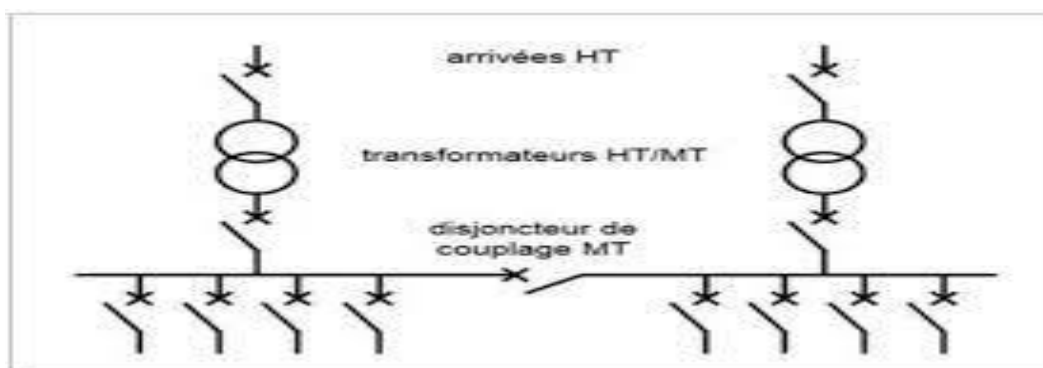 arrivées HT
transformateurs HT/MT
disjoncteur de
couplage MT